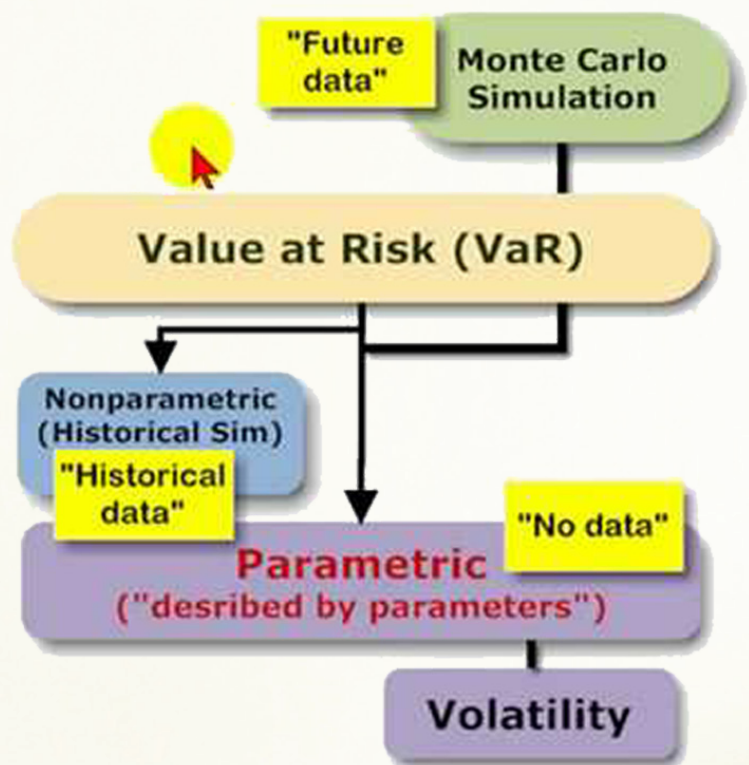 "Future
data"
Monte Carlo
Simulation
Value at Risk (VaR)
Nonparametric
(Historical Sim)
"Historical
data"
"No data"
Parametric
("desribed by parameters")
Volatility